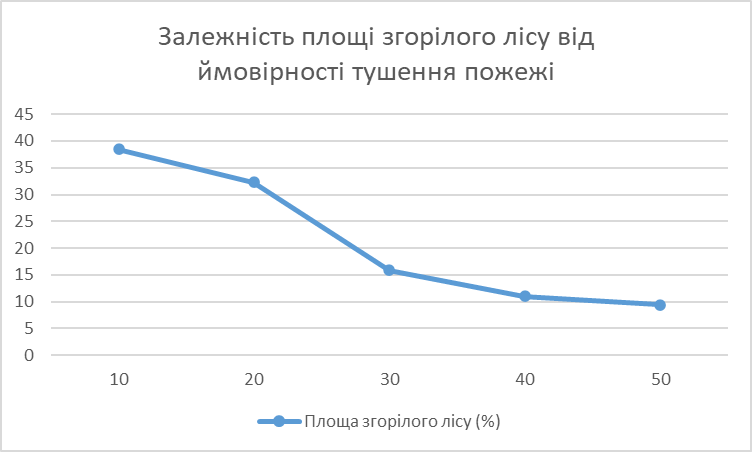 Залежність площі згорілого лісу від
ймовірності тушення пожежі
45
40
35
30
25
20
15
10
5
0
10 20 30 40 50
Площа згорілого лісу (%)